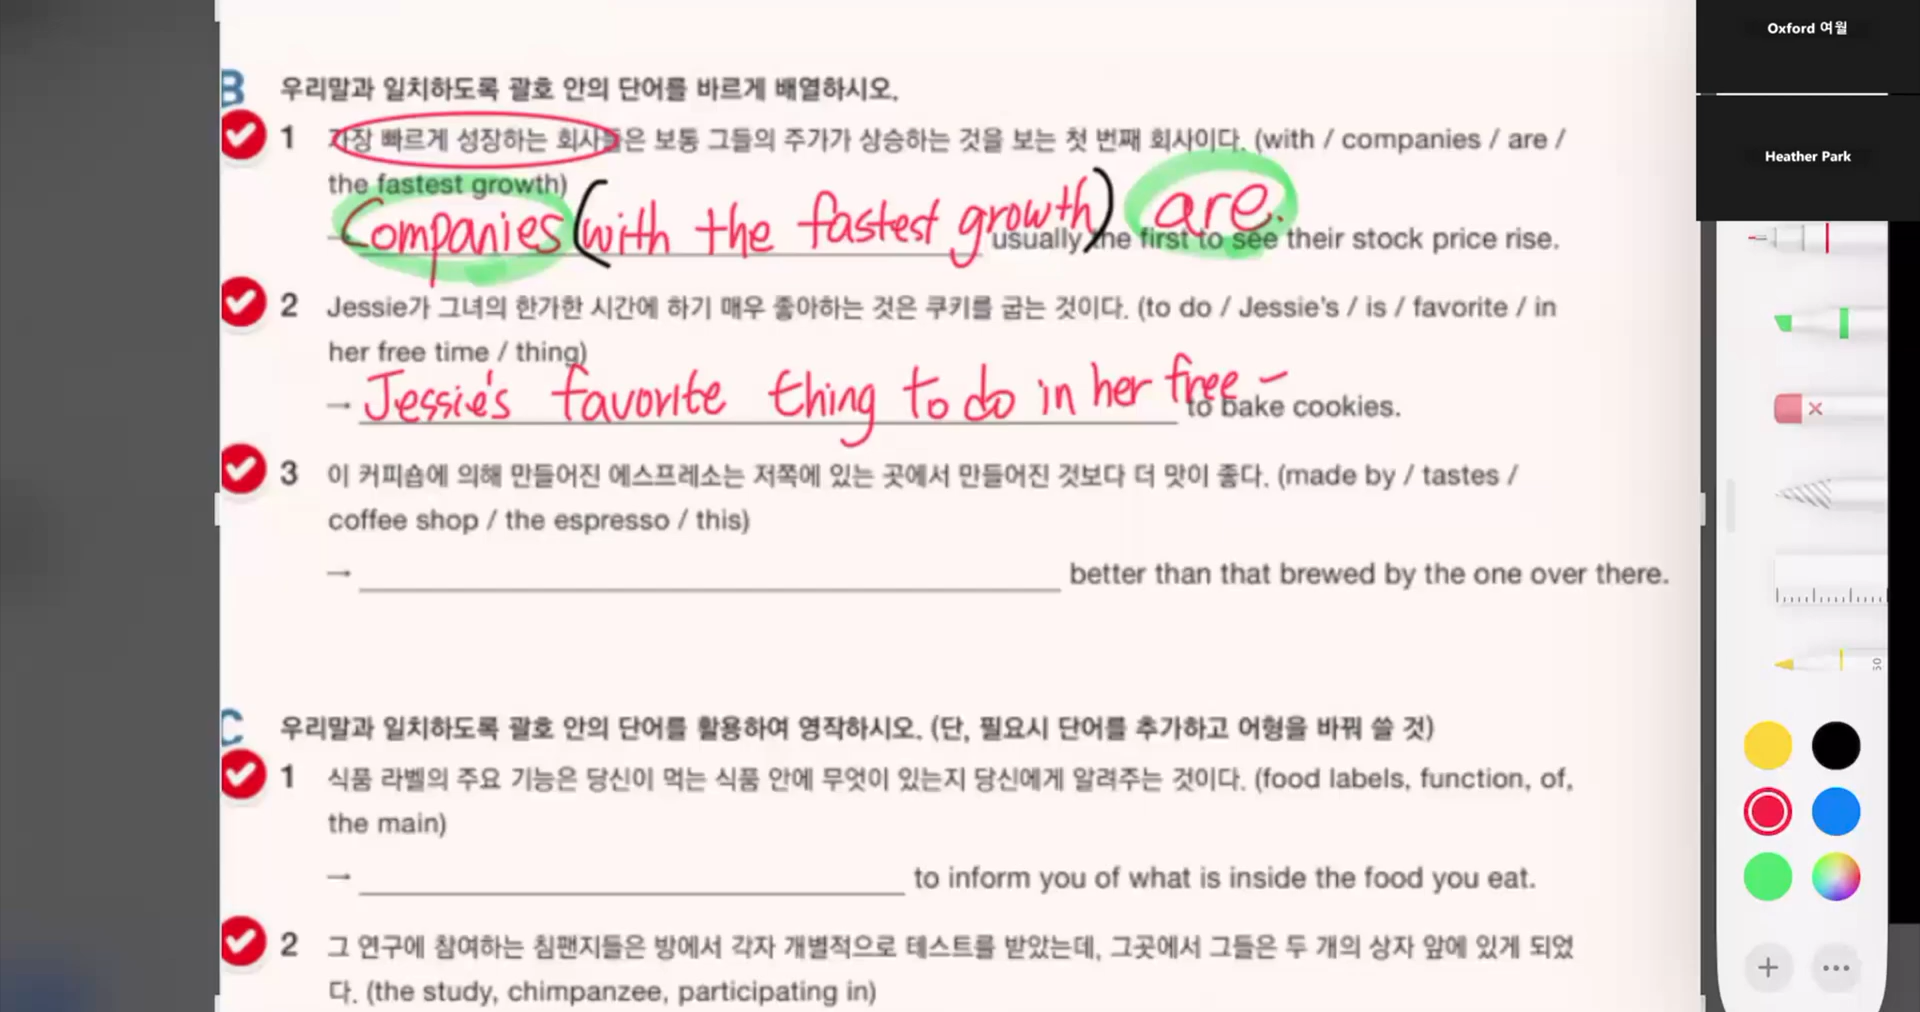 Oxford 여월
Heather Park
B 우리말과 일치하도록 괄호 안의 단어를 바르게 배열하시오.
1 가장 빠르게 성장하는 회사들은 보통 그들의 주가가 상승하는 것을 보는 첫 번째 회사이다. (with / companies / are /
the fastest growth)
Companies (with the fastest growth) are.
→ usually the first to see their stock price rise.
2 Jessie가 그녀의 한가한 시간에 하기 매우 좋아하는 것은 쿠키를 굽는 것이다. (to do / Jessie's / is / favorite / in
her free time / thing)
Jessie's favorite thing to do in her free –
→ to bake cookies.
3 이 커피숍에 의해 만들어진 에스프레소는 저쪽에 있는 곳에서 만들어진 것보다 더 맛이 좋다. (made by / tastes /
coffee shop / the espresso / this)
→ better than that brewed by the one over there.
C 우리말과 일치하도록 괄호 안의 단어를 활용하여 영작하시오. (단, 필요시 단어를 추가하고 어형을 바꿔 쓸 것)
1 식품 라벨의 주요 기능은 당신이 먹는 식품 안에 무엇이 있는지 당신에게 알려주는 것이다. (food labels, function, of,
the main)
→ to inform you of what is inside the food you eat.
2 그 연구에 참여하는 침팬지들은 방에서 각자 개별적으로 테스트를 받았는데, 그곳에서 그들은 두 개의 상자 앞에 있게 되었
다. (the study, chimpanzee, participating in)
50